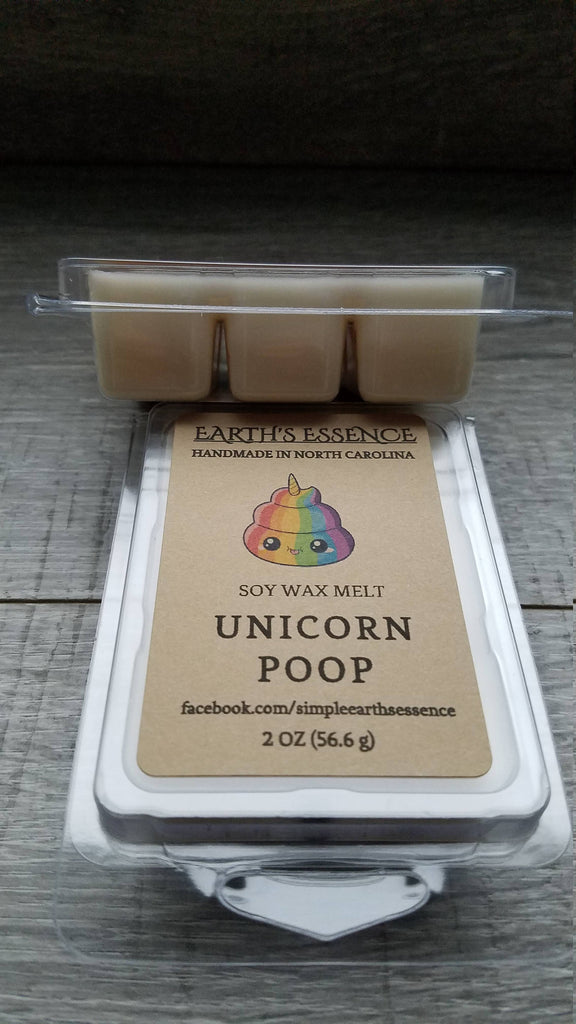 EARTH'S ESSENCE
HANDMADE IN NORTH CAROLINA
SOY WAX MELT
UNICORN
POOP
facebook.com/simpleearthsessence
2 OZ (56.6 g)